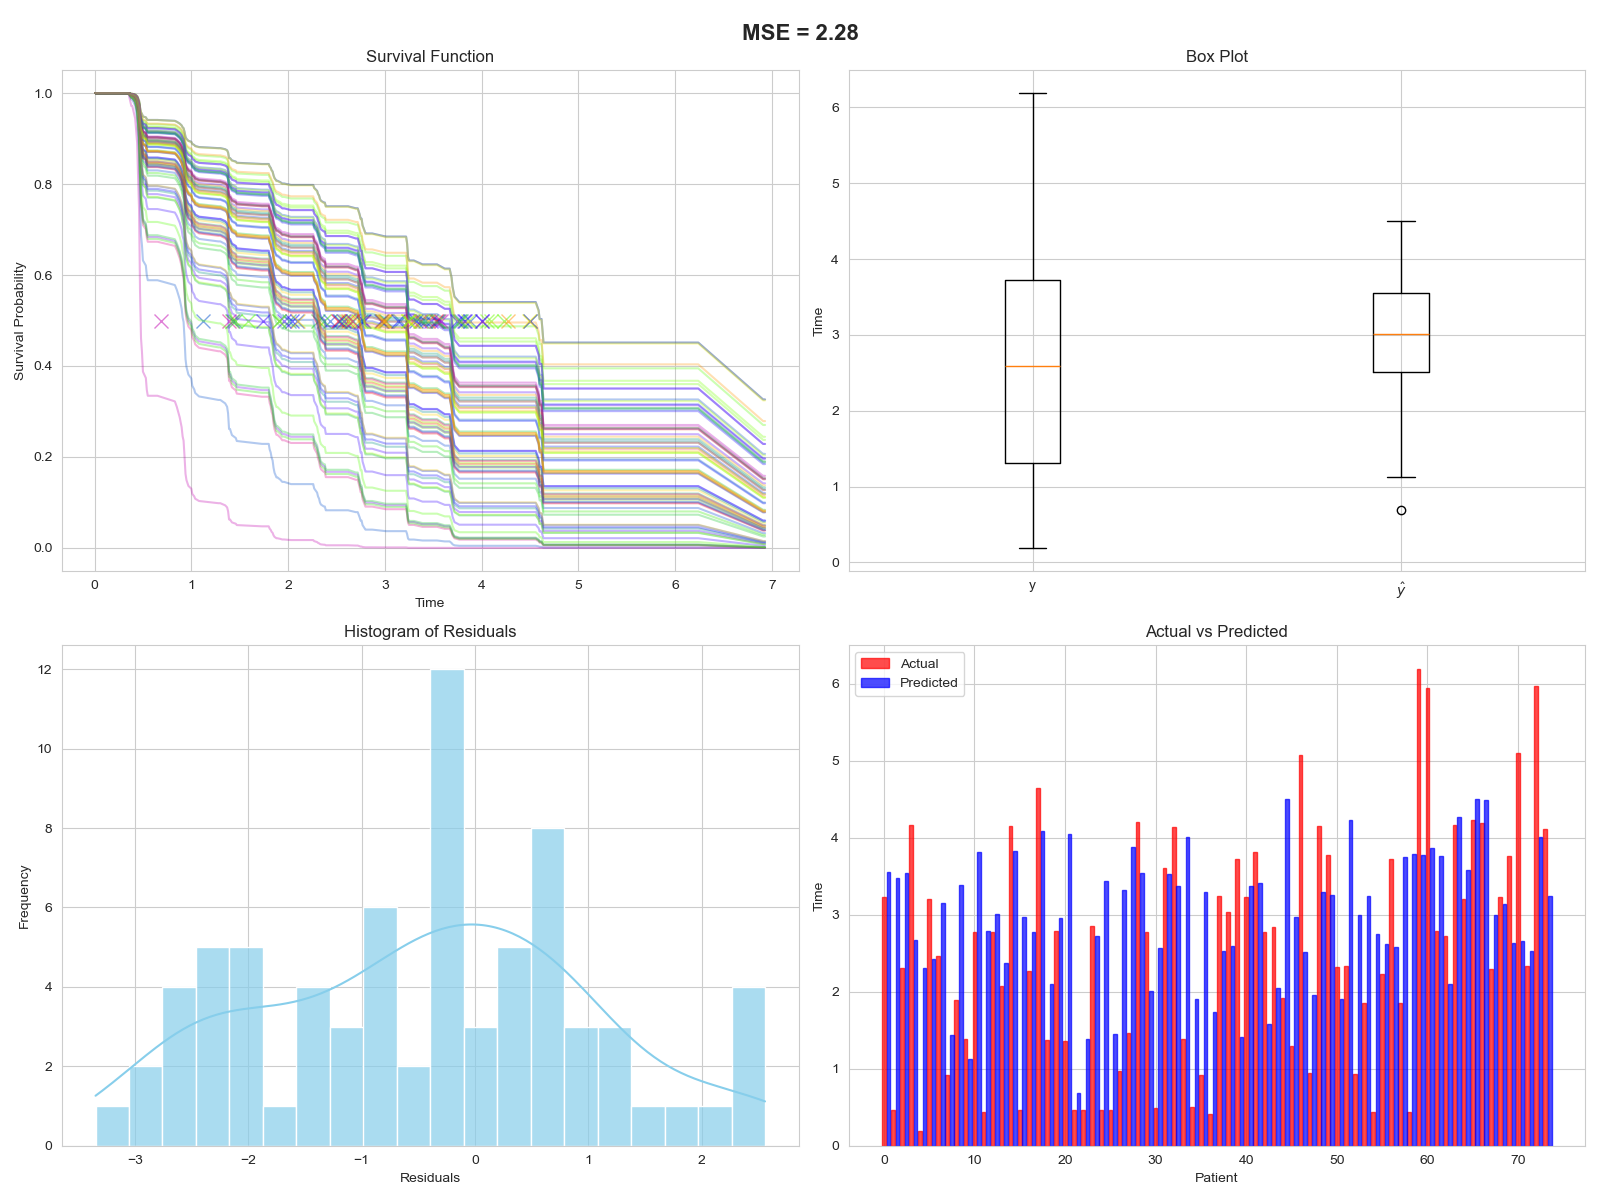 MSE = 2.28
Survival Function
1.0
0.8
0.6
0.4
0.2
0.0
Survival Probability
0 1 2 3 4 5 6 7
Time
Box Plot
6
5
4
3
2
1
0
Time
y ŷ
Histogram of Residuals
12
10
8
6
4
2
0
Frequency
−3 −2 −1 0 1 2
Residuals
Actual vs Predicted
Actual
Predicted
6
5
4
3
2
1
0
Time
0 10 20 30 40 50 60 70
Patient